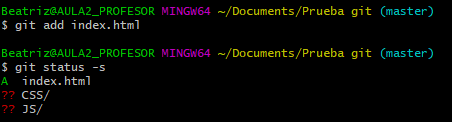 Beatriz@AULA2_PROFESOR MINGW64 ~/Documents/Prueba git (master)
$ git add index.html
Beatriz@AULA2_PROFESOR MINGW64 ~/Documents/Prueba git (master)
$ git status -s
A  index.html
?? CSS/
?? JS/